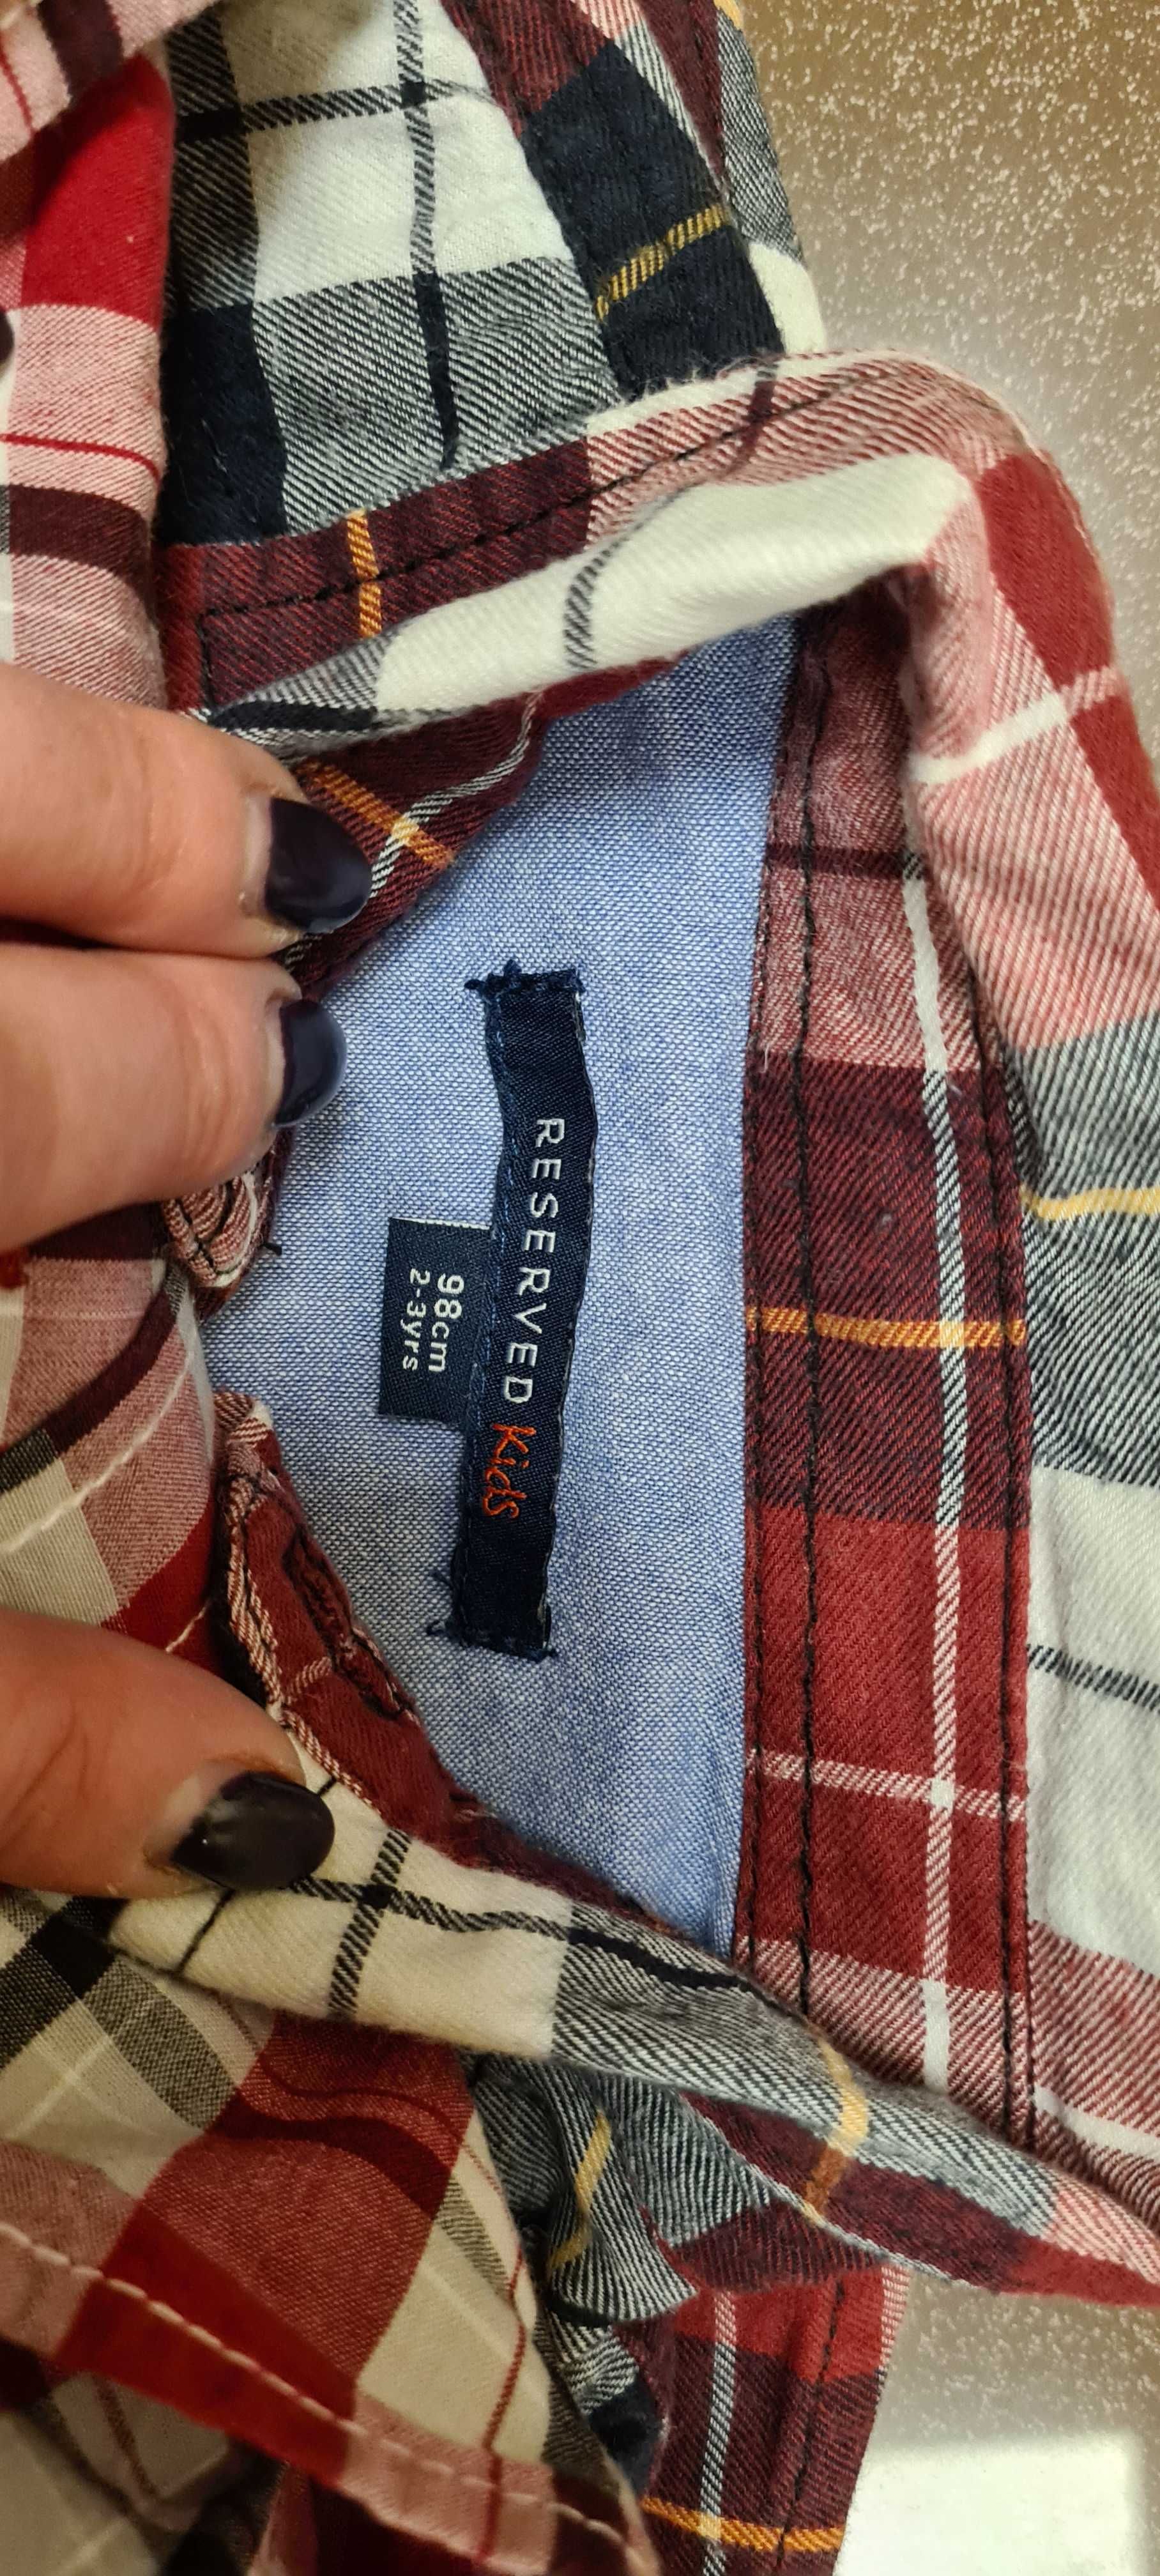 RESERVED kids
98cm
2-3yrs